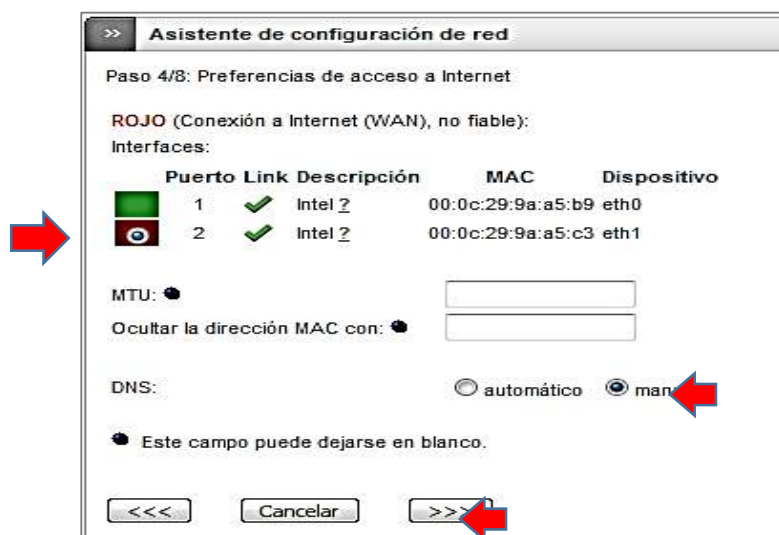 >> Asistente de configuración de red
Paso 4/8: Preferencias de acceso a Internet
ROJO (Conexión a Internet (WAN), no fiable):
Interfaces:
Puerto Link Descripción MAC Dispositivo
1 Intel ? 00:0c:29:9a:a5:b9 eth0
2 Intel ? 00:0c:29:9a:a5:c3 eth1
MTU:
Ocultar la dirección MAC con:
DNS: automático
Este campo puede dejarse en blanco.
<<< Cancelar >>>